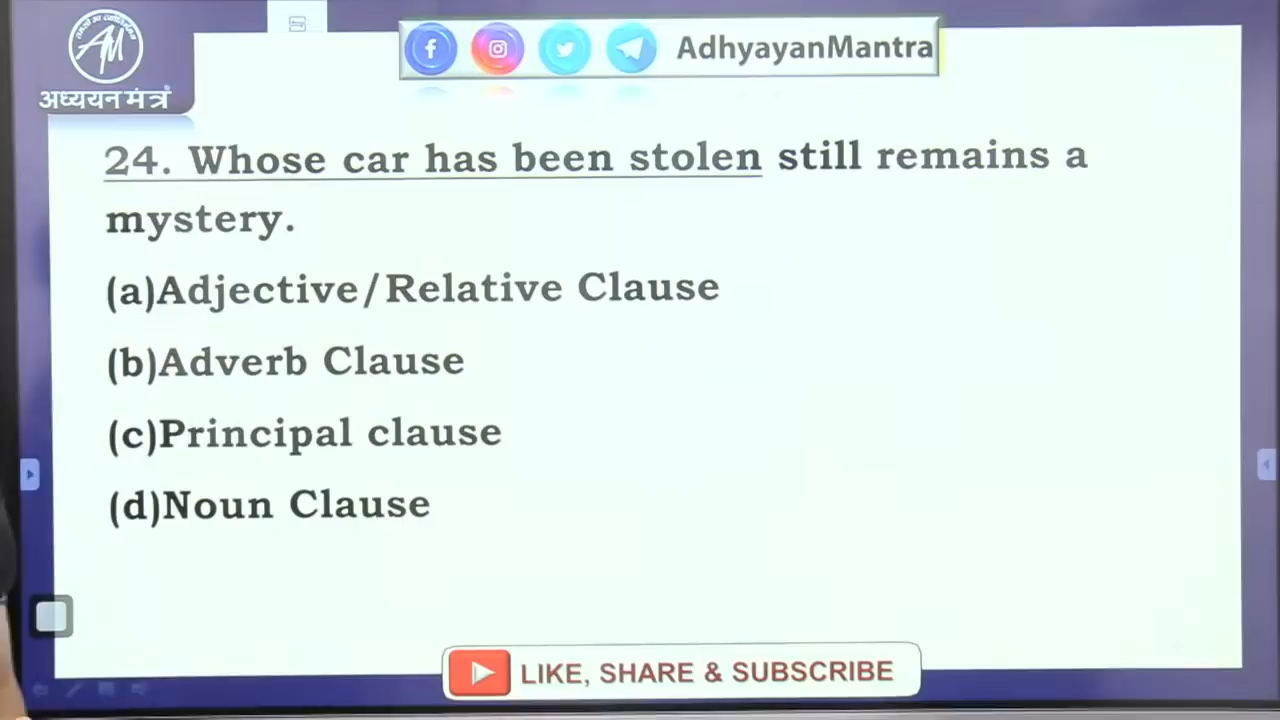 अध्ययन मंत्रं
AdhyayanMantra
24. Whose car has been stolen still remains a
mystery.
(a)Adjective/Relative Clause
(b)Adverb Clause
(c)Principal clause
(d)Noun Clause
LIKE, SHARE & SUBSCRIBE